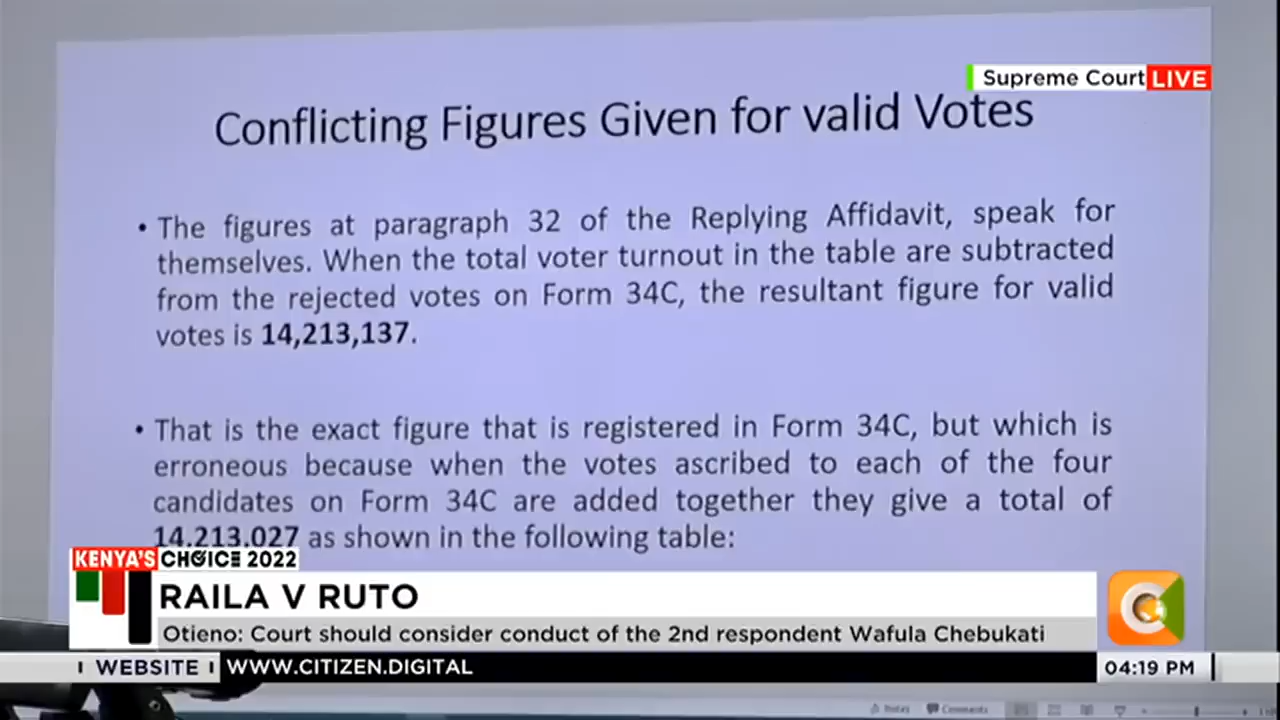 Supreme Court LIVE
Conflicting Figures Given for valid Votes
• The figures at paragraph 32 of the Replying Affidavit, speak for
themselves. When the total voter turnout in the table are subtracted
from the rejected votes on Form 34C, the resultant figure for valid
votes is 14,213,137.
• That is the exact figure that is registered in Form 34C, but which is
erroneous because when the votes ascribed to each of the four
candidates on Form 34C are added together they give a total of
14,213,027 as shown in the following table:
KENYA'S CHOICE 2022
RAILA V RUTO
Otieno: Court should consider conduct of the 2nd respondent Wafula Chebukati
WEBSITE WWW.CITIZEN.DIGITAL
04:19 PM
Notes Comments